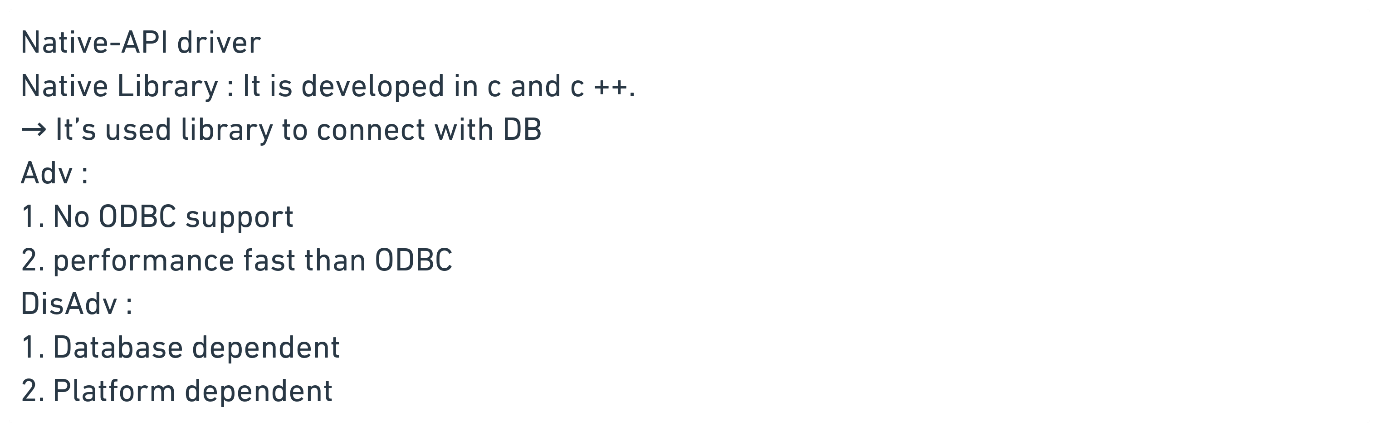 Native-API driver
Native Library : It is developed in c and c ++.
→ It’s used library to connect with DB
Adv :
1. No ODBC support
2. performance fast than ODBC
DisAdv :
1. Database dependent
2. Platform dependent